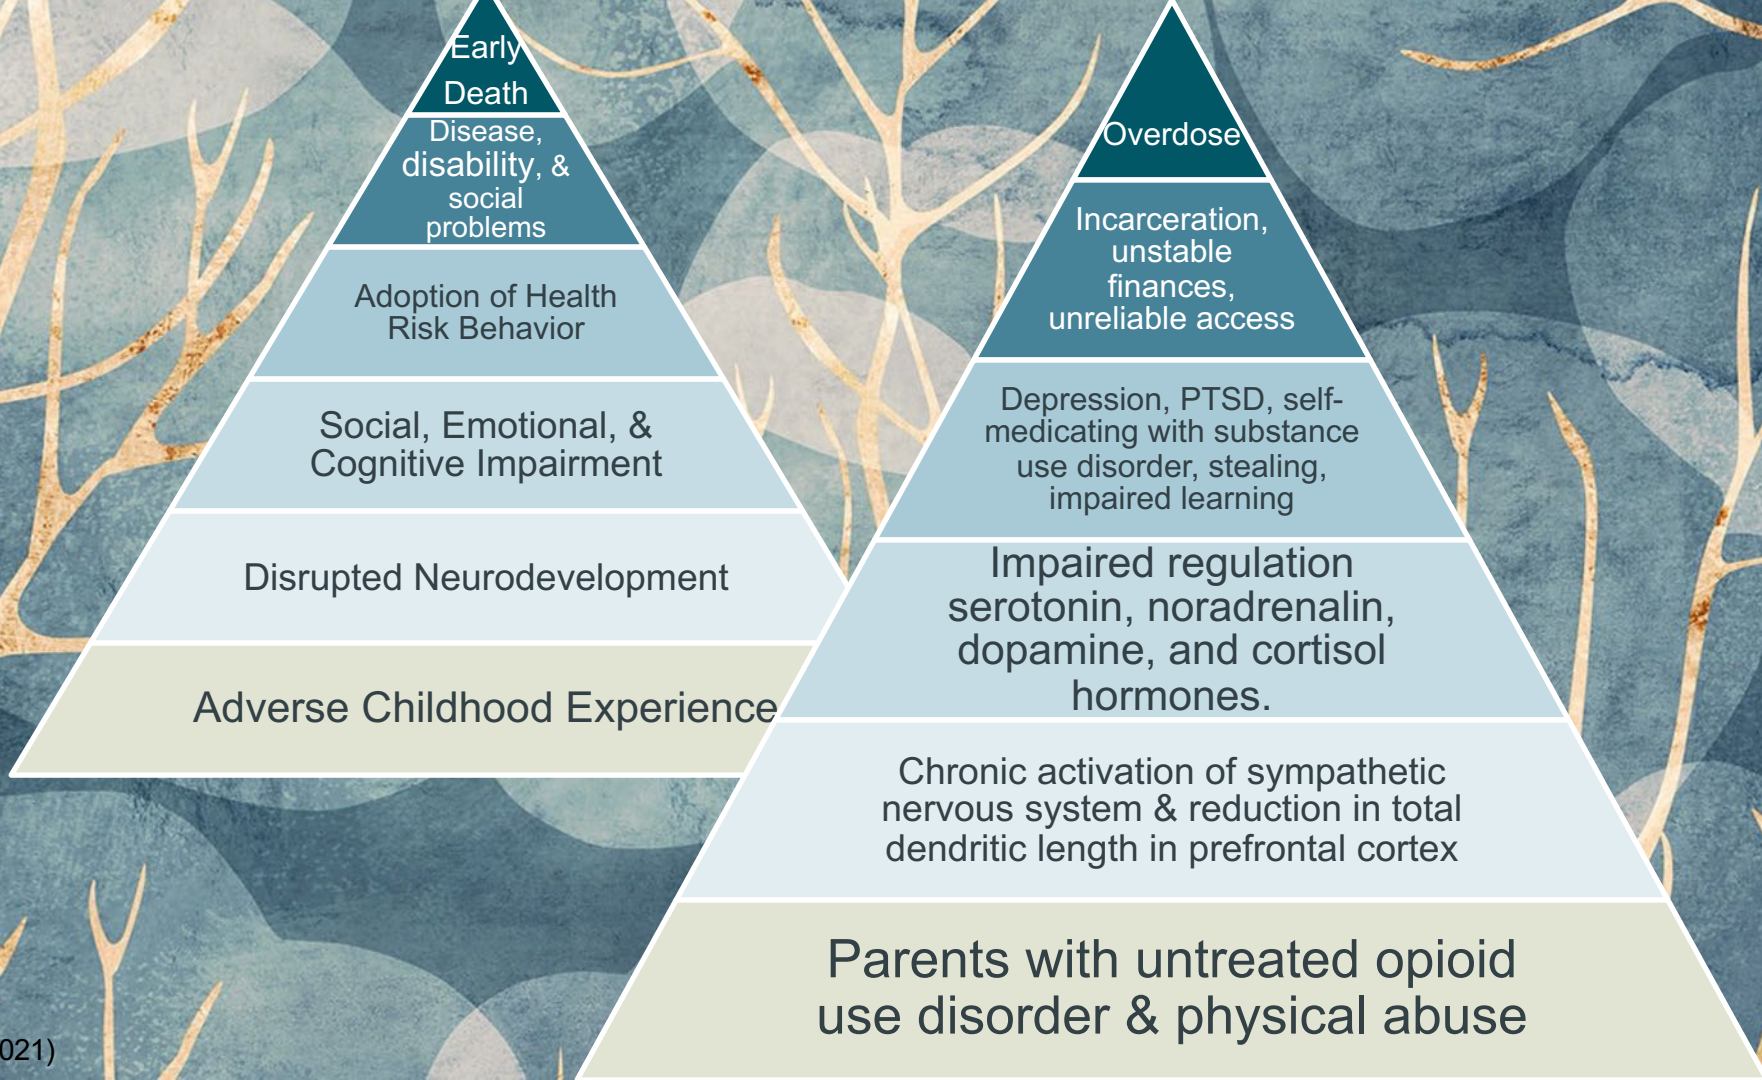 Early
Death
Disease,
disability, &
social
problems
Adoption of Health
Risk Behavior
Social, Emotional, &
Cognitive Impairment
Disrupted Neurodevelopment
Adverse Childhood Experience
Overdose
Incarceration,
unstable
finances,
unreliable access
Depression, PTSD, self-
medicating with substance
use disorder, stealing,
impaired learning
Impaired regulation
serotonin, noradrenalin,
dopamine, and cortisol
hormones.
Chronic activation of sympathetic
nervous system & reduction in total
dendritic length in prefrontal cortex
Parents with untreated opioid
use disorder & physical abuse
021)